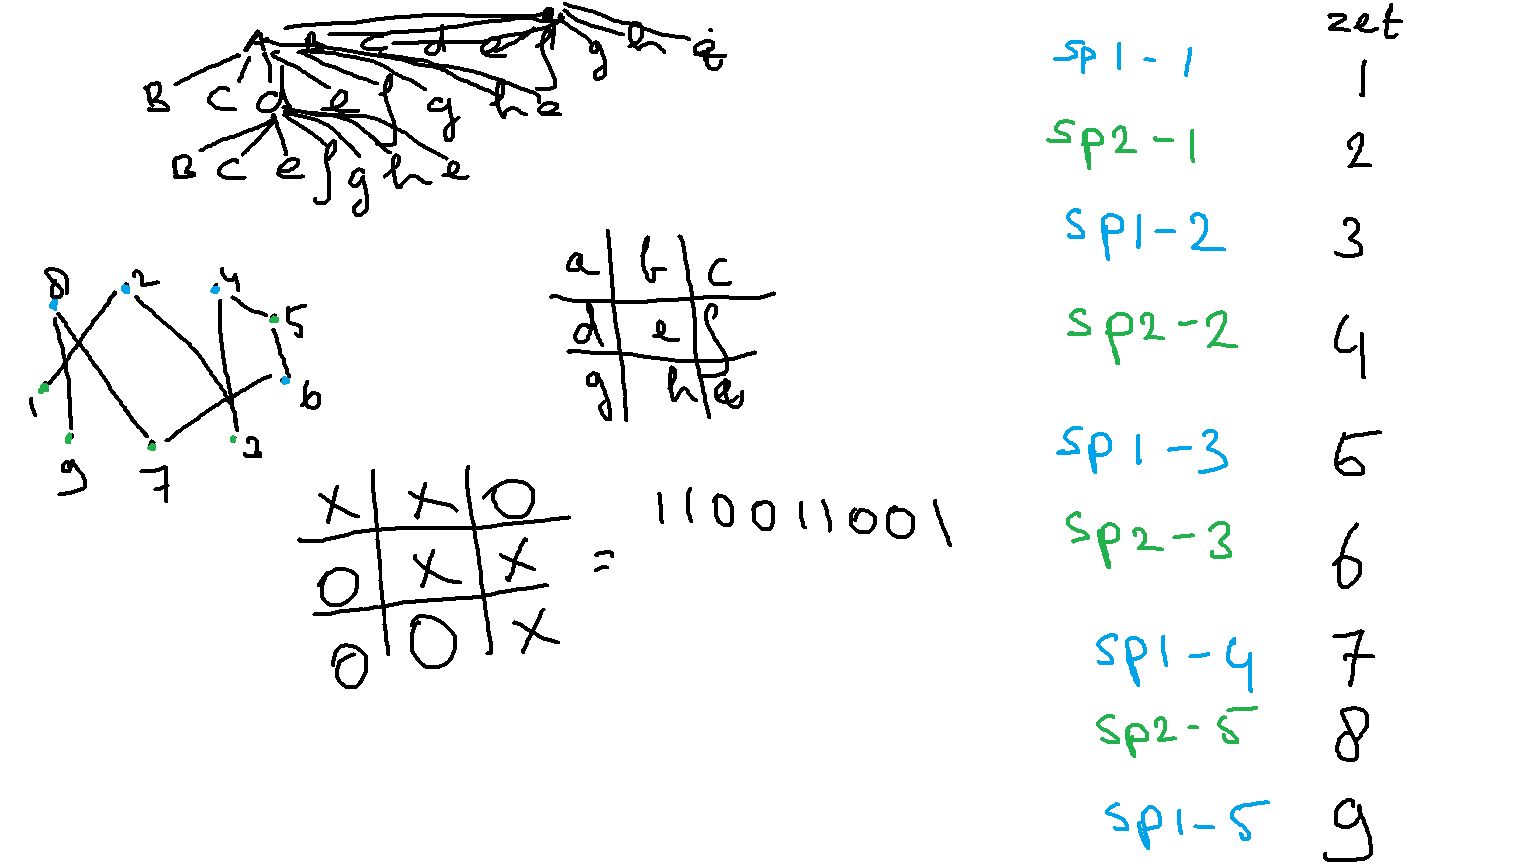 A b c d e f g h i
B C d e f g h e
B C e f g h e
8 2 4
5
1 6
9 7 3
a b c
d e f
g h i
X X O
O X X
O O X
= 110011001
zet
sp1-1 1
sp2-1 2
sp1-2 3
sp2-2 4
sp1-3 5
sp2-3 6
sp1-4 7
sp2-5 8
sp1-5 9